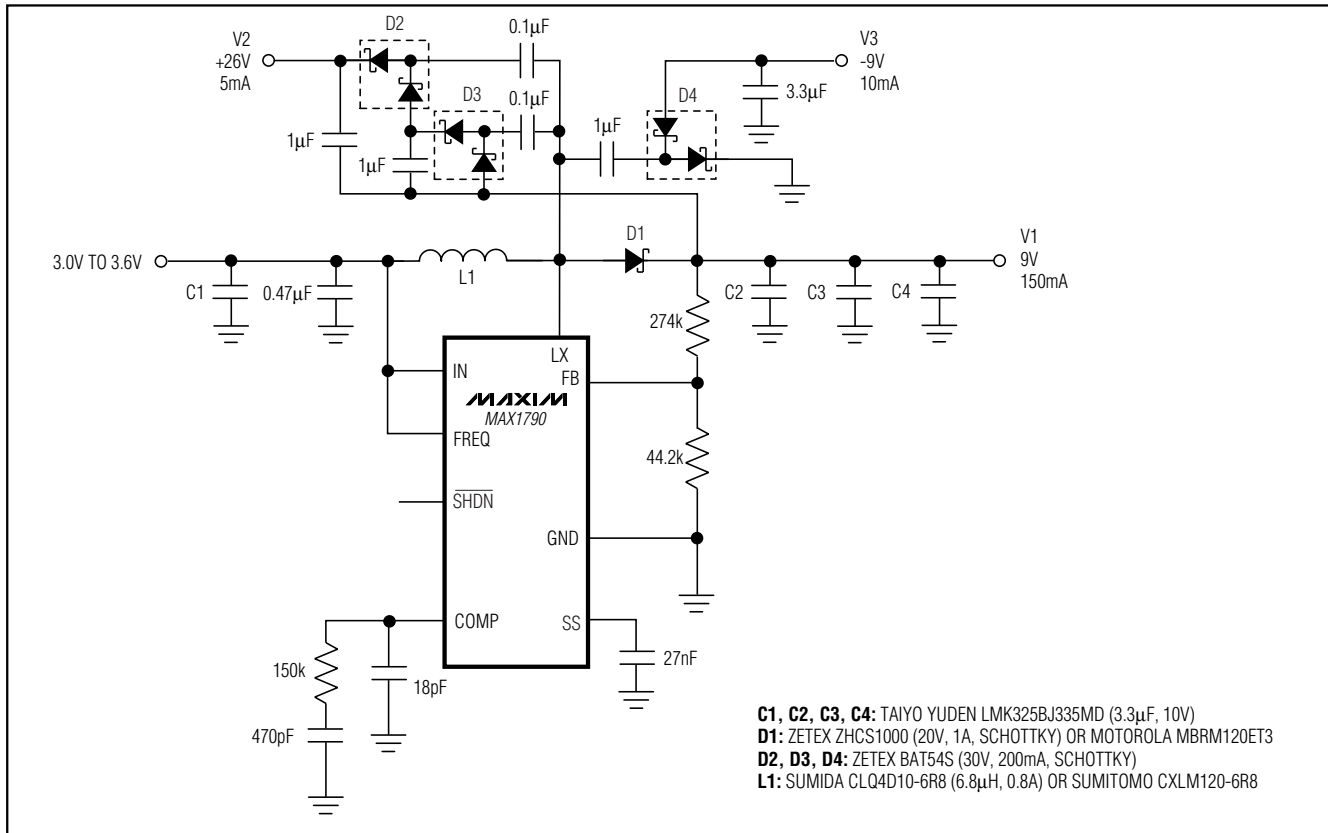 D2
0.1µF
V2
+26V
5mA
V3
-9V
10mA
D3
0.1µF
D4
3.3µF
1µF
1µF
1µF
3.0V TO 3.6V
D1
V1
9V
150mA
C1
0.47µF
L1
C2
C3
C4
274k
LX
IN
FB
MAXIM
MAX1790
FREQ
44.2k
SHDN
GND
COMP
SS
150k
18pF
27nF
470pF
C1, C2, C3, C4: TAIYO YUDEN LMK325BJ335MD (3.3µF, 10V)
D1: ZETEX ZHCS1000 (20V, 1A, SCHOTTKY) OR MOTOROLA MBRM120ET3
D2, D3, D4: ZETEX BAT54S (30V, 200mA, SCHOTTKY)
L1: SUMIDA CLQ4D10-6R8 (6.8µH, 0.8A) OR SUMITOMO CXLM120-6R8